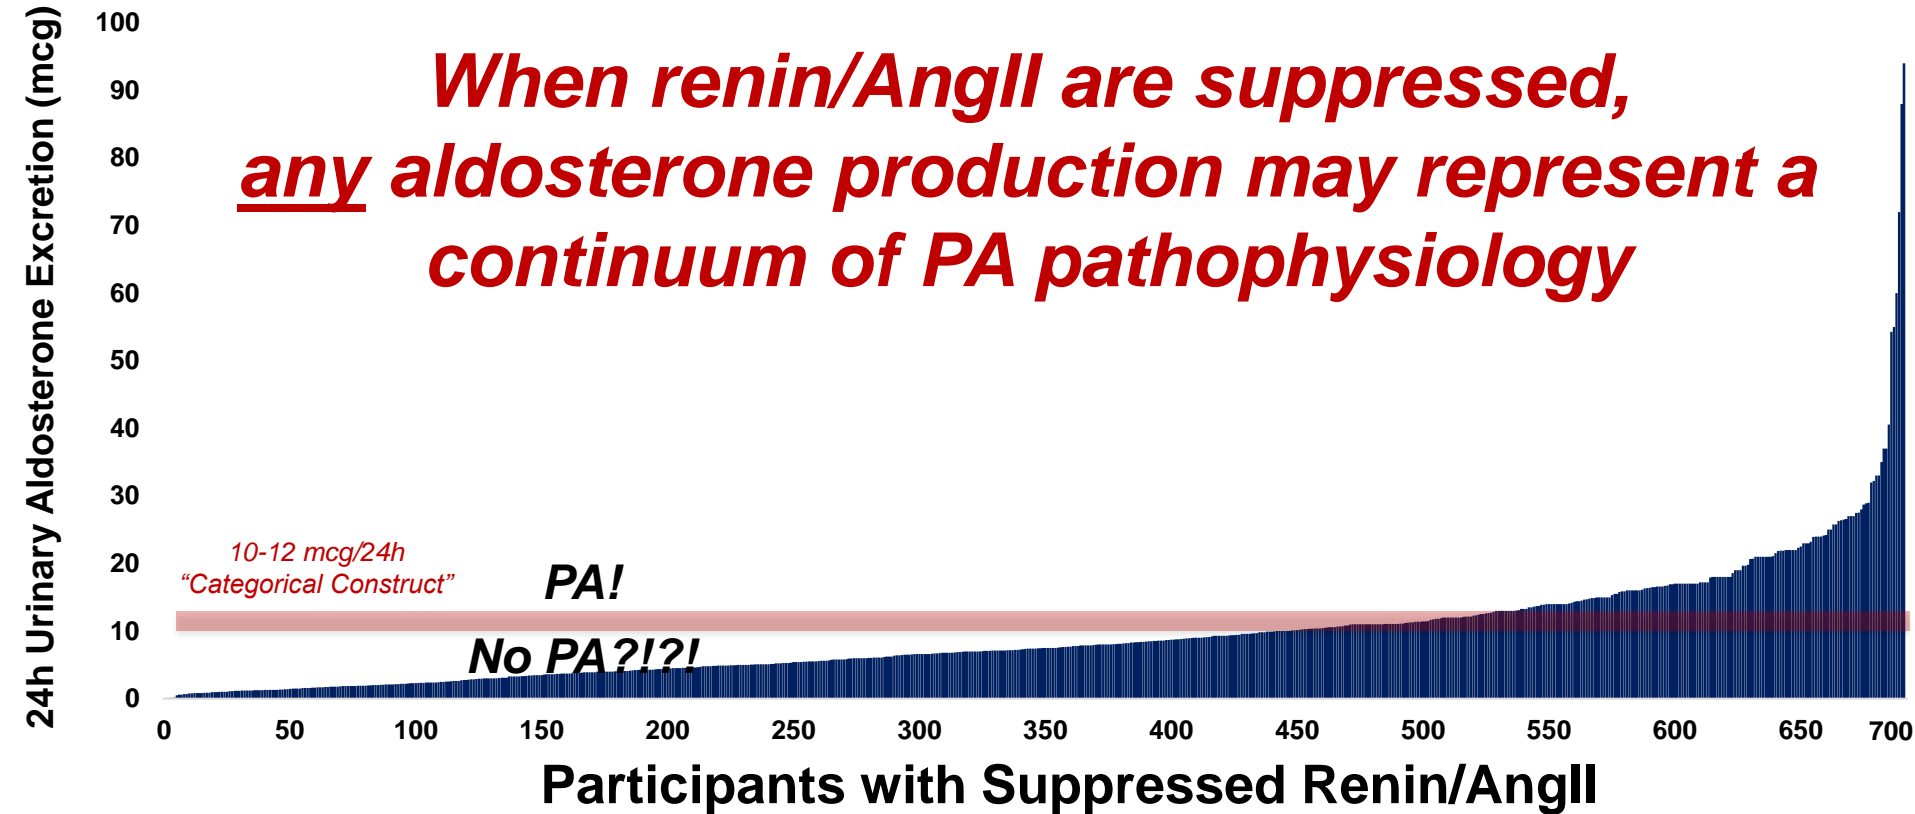 24h Urinary Aldosterone Excretion (mcg)
100
90
80
70
60
50
40
30
20
10
0
When renin/AngII are suppressed,
any aldosterone production may represent a
continuum of PA pathophysiology
10-12 mcg/24h
“Categorical Construct”
PA!
No PA?!?!
0 50 100 150 200 250 300 350 400 450 500 550 600 650 700
Participants with Suppressed Renin/AngII